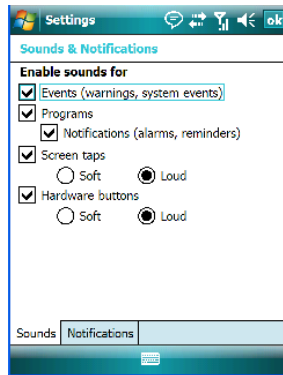 Settings ok
Sounds & Notifications
Enable sounds for
Events (warnings, system events)
Programs
Notifications (alarms, reminders)
Screen taps
Soft Loud
Hardware buttons
Soft Loud
Sounds Notifications